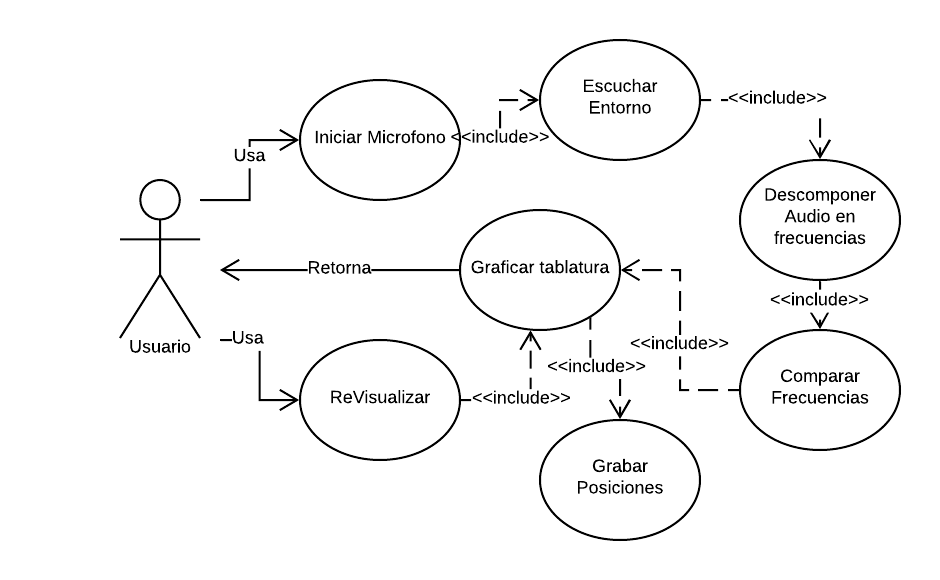 Escuchar
Entorno
<<include>>
Iniciar Microfono
<<include>>
Usa
Descomponer
Audio en
frecuencias
Retorna
Graficar tablatura
<<include>>
Usuario
Usa
<<include>>
<<include>>
Comparar
Frecuencias
ReVisualizar
<<include>>
Grabar
Posiciones